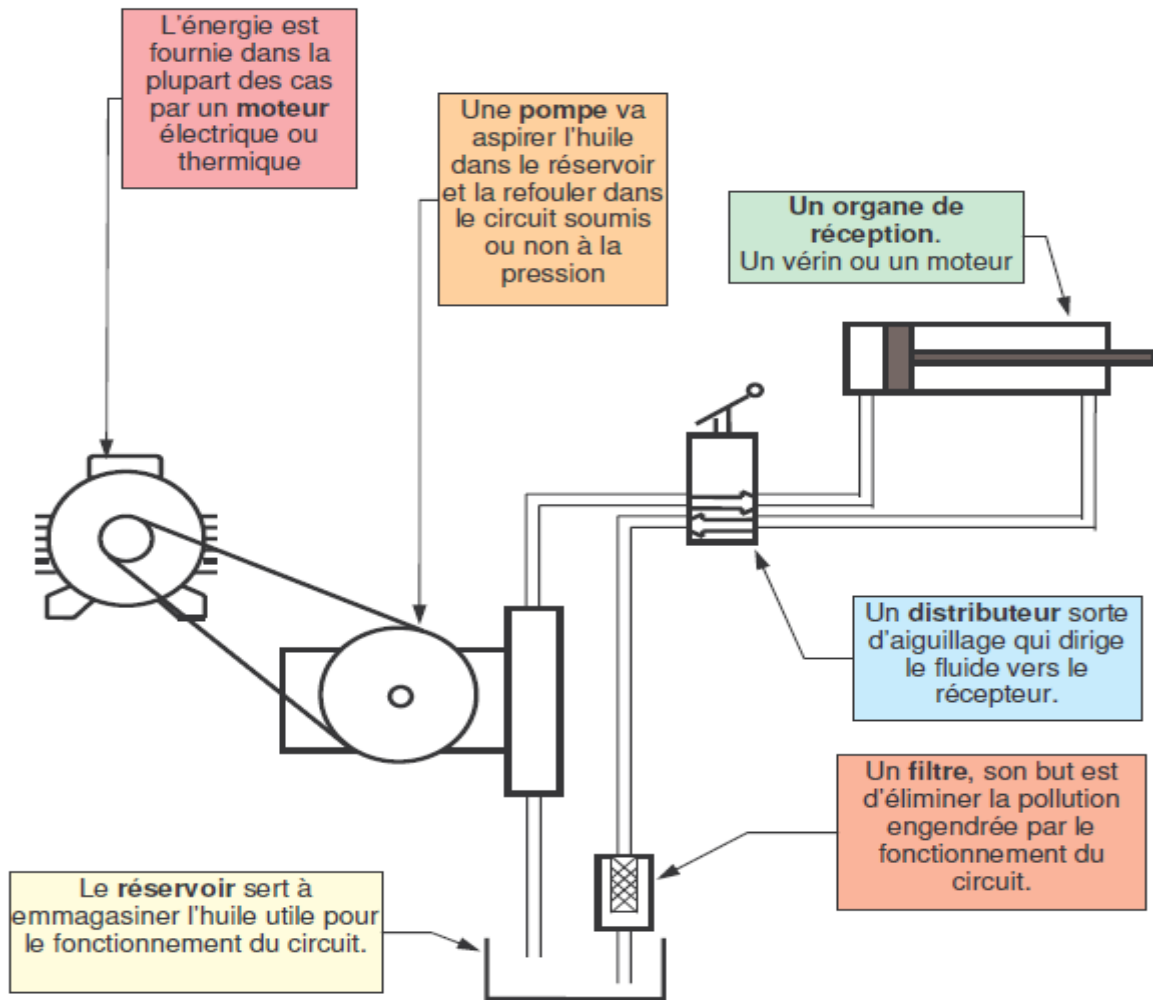 L'énergie est
fournie dans la
plupart des cas
par un moteur
électrique ou
thermique
Une pompe va
aspirer l'huile
dans le réservoir
et la refouler dans
le circuit soumis
ou non à la
pression
Un organe de
réception.
Un vérin ou un moteur
Un distributeur sorte
d'aiguillage qui dirige
le fluide vers le
récepteur.
Un filtre, son but est
d'éliminer la pollution
engendrée par le
fonctionnement du
circuit.
Le réservoir sert à
emmagasiner l'huile utile pour
le fonctionnement du circuit.